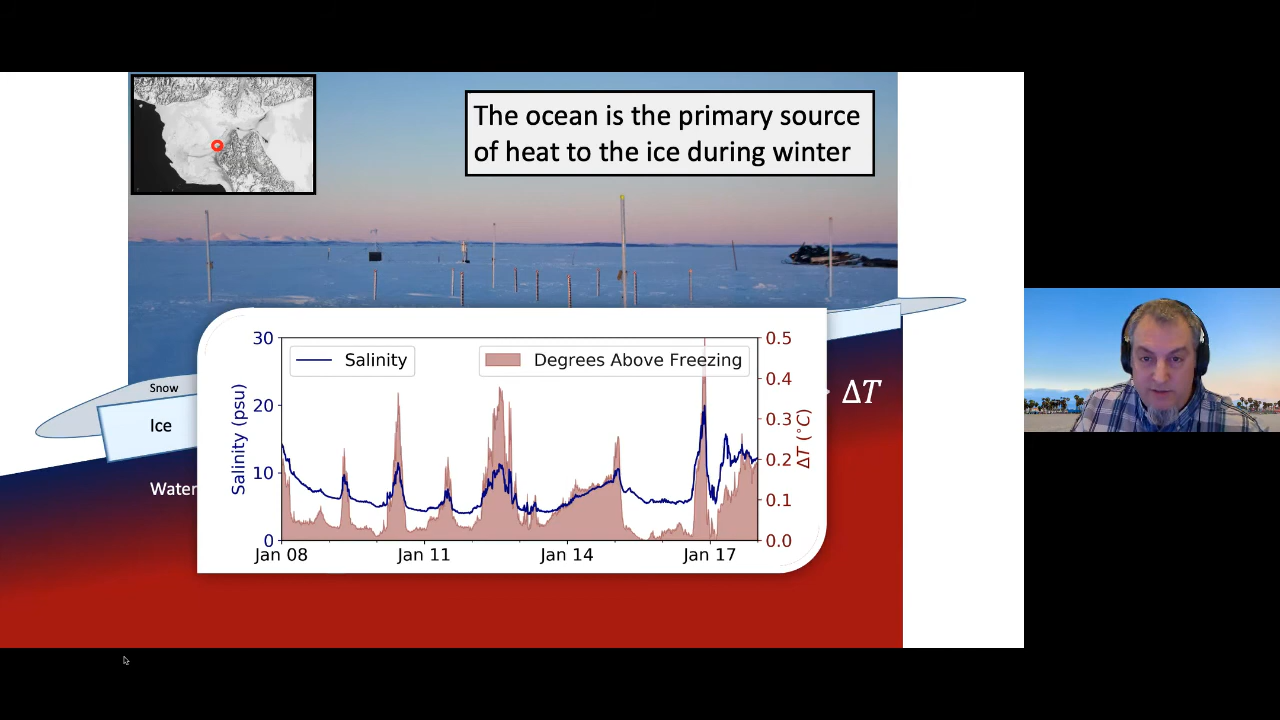 The ocean is the primary source
of heat to the ice during winter
Snow
Ice
Water
ΔT
Salinity
Degrees Above Freezing
Salinity (psu)
30
20
10
0
ΔT (°C)
0.5
0.4
0.3
0.2
0.1
0.0
Jan 08
Jan 11
Jan 14
Jan 17